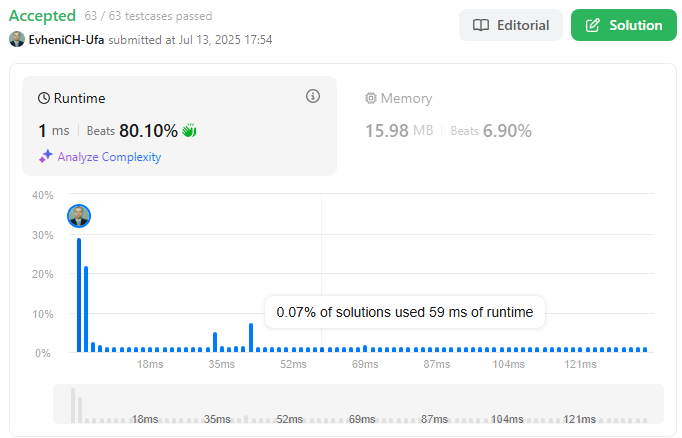 Accepted 63 / 63 testcases passed
Editorial
Solution
EvheniCH-Ufa submitted at Jul 13, 2025 17:54
Runtime
Memory
1 ms Beats 80.10%
15.98 MB Beats 6.90%
Analyze Complexity
40%
30%
20%
0.07% of solutions used 59 ms of runtime
10%
0%
18ms 35ms 52ms 69ms 87ms 104ms 121ms
18ms 35ms 52ms 69ms 87ms 104ms 121ms